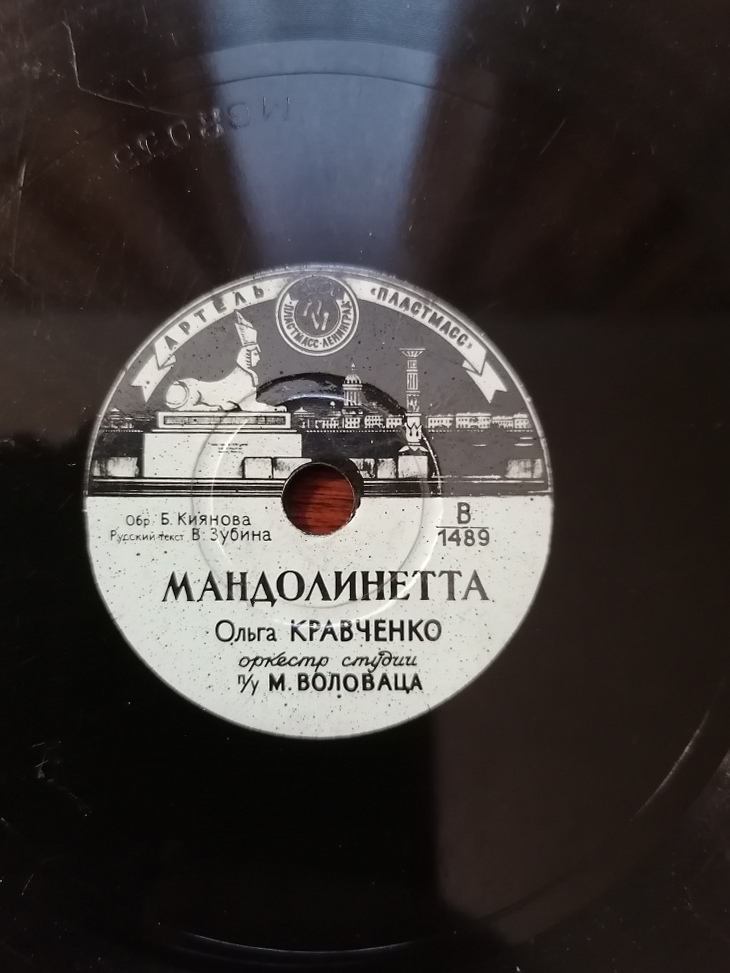 АРТЕЛЬ «ПЛАСТМАСС»
ПЛАСТМАСС-ЛЕНИНГРАД
Обр. Б. Киянова
Русский текст В. Зубина
В
1489
МАНДОЛИНЕТТА
Ольга КРАВЧЕНКО
оркестр студии
п/у М. ВОЛОВАЦА